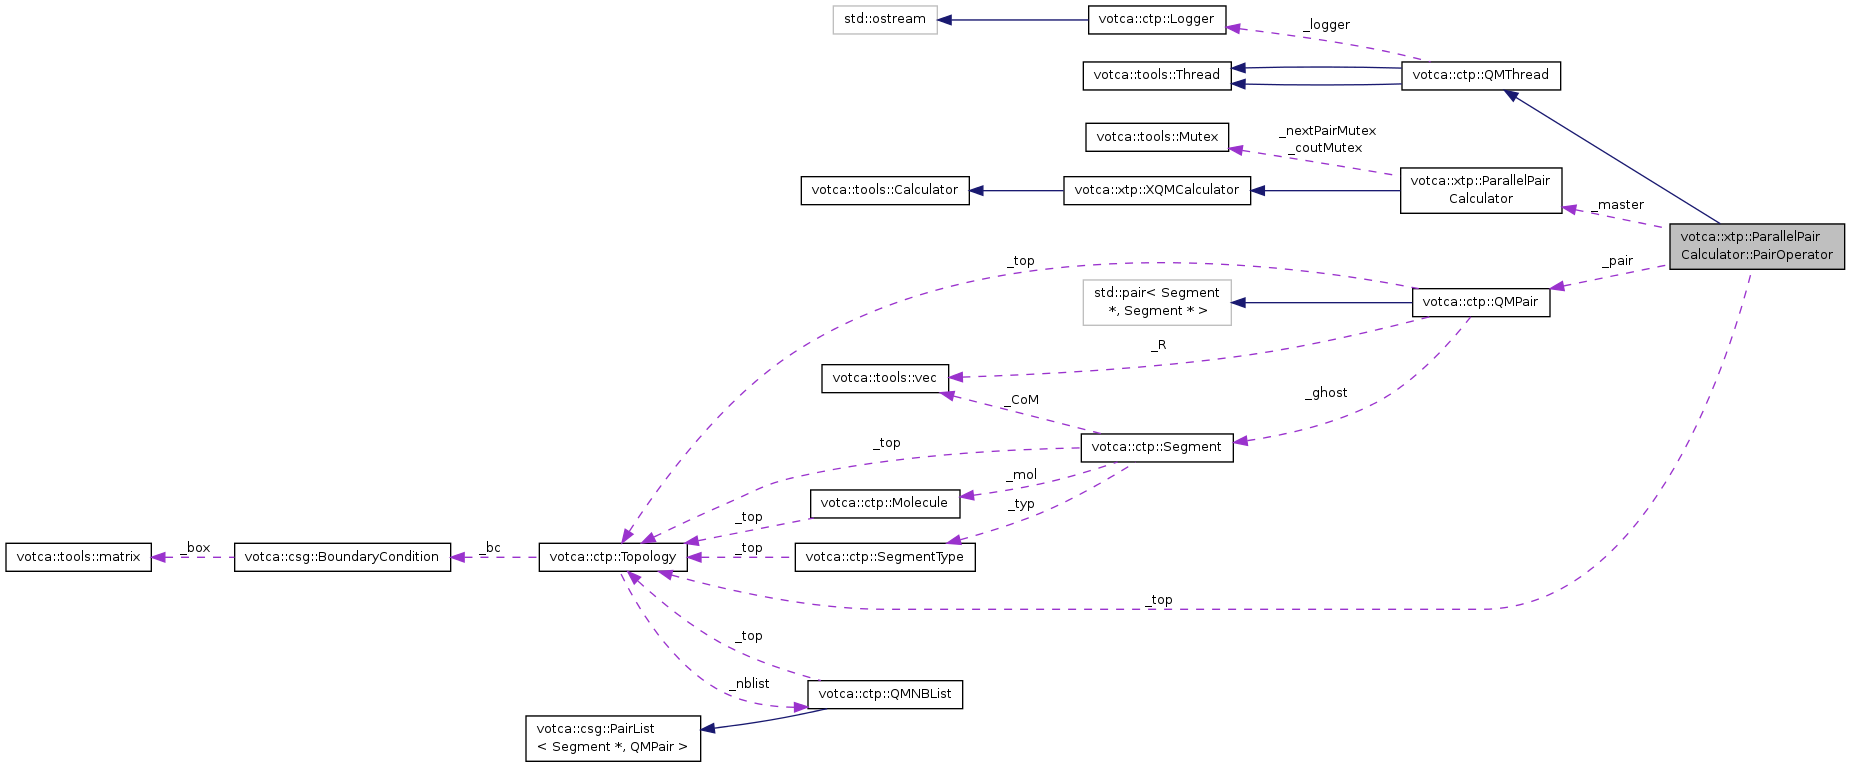 std::ostream
votca::ctp::Logger
_logger
votca::tools::Thread
votca::ctp::QMThread
votca::tools::Mutex
_nextPairMutex
_coutMutex
votca::tools::Calculator
votca::xtp::XQMCalculator
votca::xtp::ParallelPair
Calculator
_master
votca::xtp::ParallelPair
Calculator::PairOperator
_top
_pair
std::pair< Segment
*, Segment * >
votca::ctp::QMPair
_R
votca::tools::vec
_CoM
_ghost
_top
votca::ctp::Segment
_mol
votca::ctp::Molecule
_typ
_top
votca::tools::matrix
_box
votca::csg::BoundaryCondition
_bc
votca::ctp::Topology
_top
votca::ctp::SegmentType
_top
_top
_nblist
votca::ctp::QMNBList
votca::csg::PairList
< Segment *, QMPair >